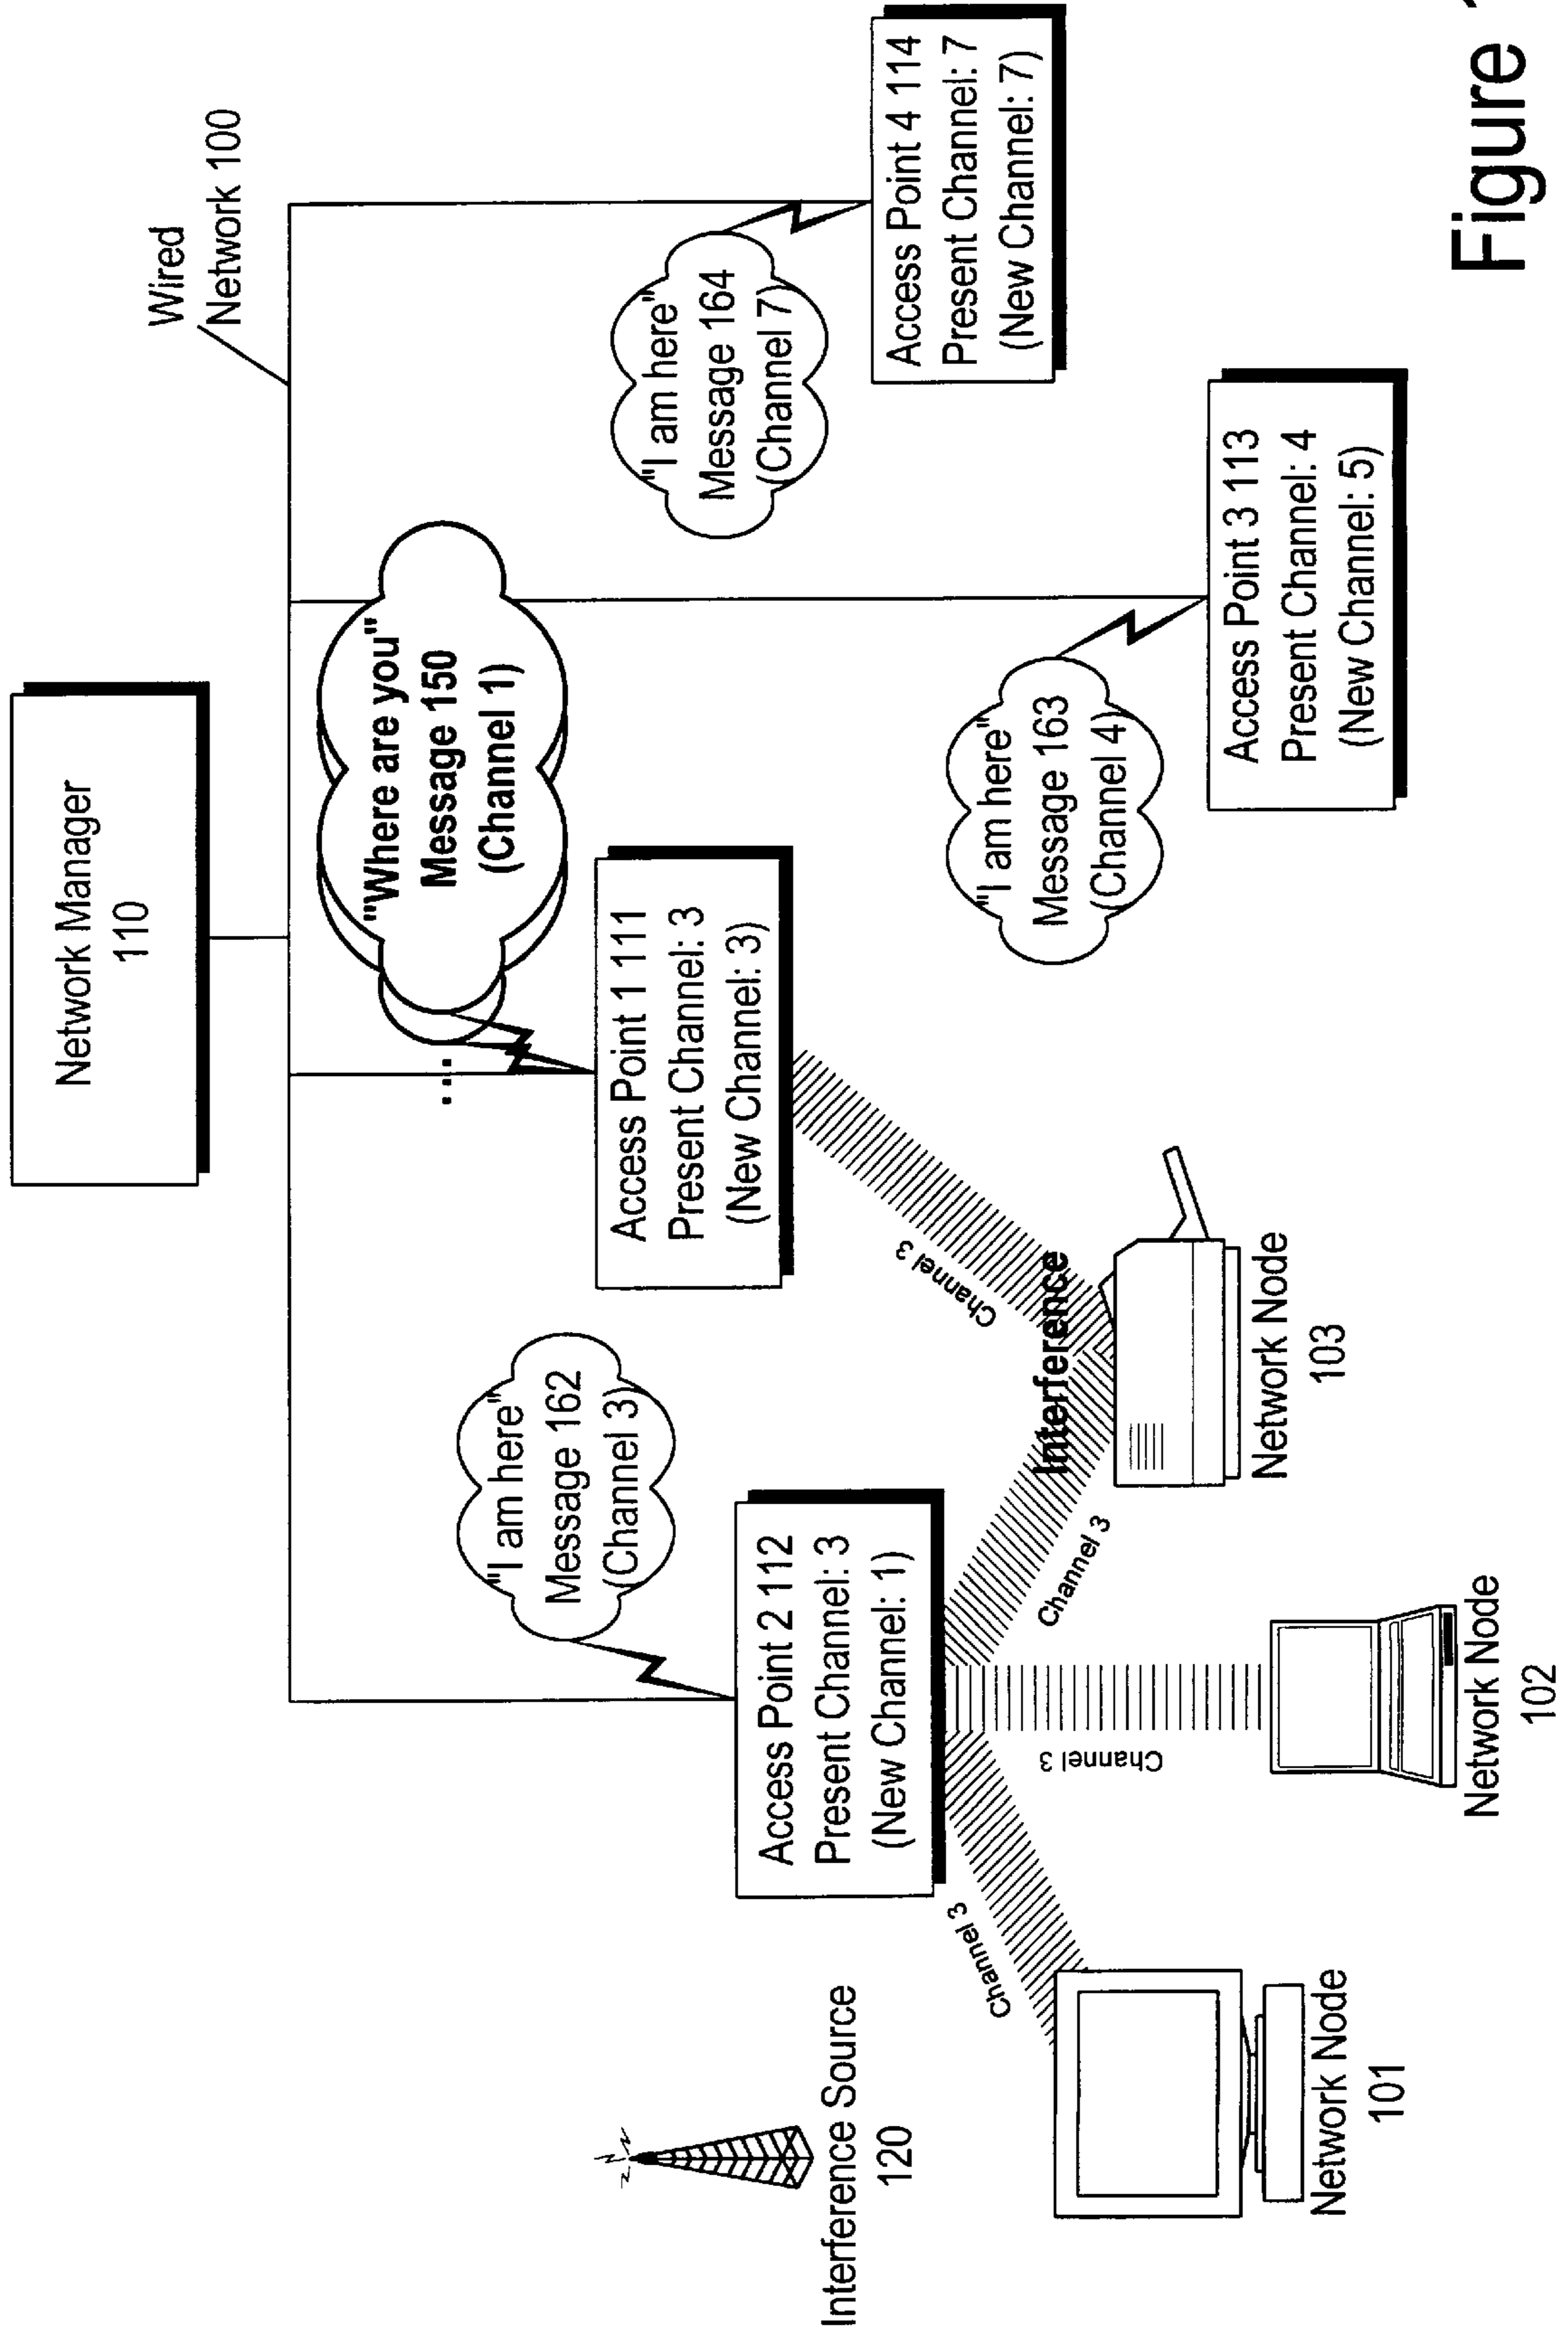 Network Manager
110
Wired
Network 100
"Where are you"
Message 150
(Channel 1)
...
"I am here"
Message 162
(Channel 3)
Access Point 1 111
Present Channel: 3
(New Channel: 3)
"I am here"
Message 164
(Channel 7)
Access Point 2 112
Present Channel: 3
(New Channel: 1)
Access Point 4 114
Present Channel: 7
(New Channel: 7)
Interference Source
120
Channel 3
Channel 3
Channel 3
Channel 3
Interference
"I am here"
Message 163
(Channel 4)
Access Point 3 113
Present Channel: 4
(New Channel: 5)
Network Node
101
Network Node
102
Network Node
103
Figure